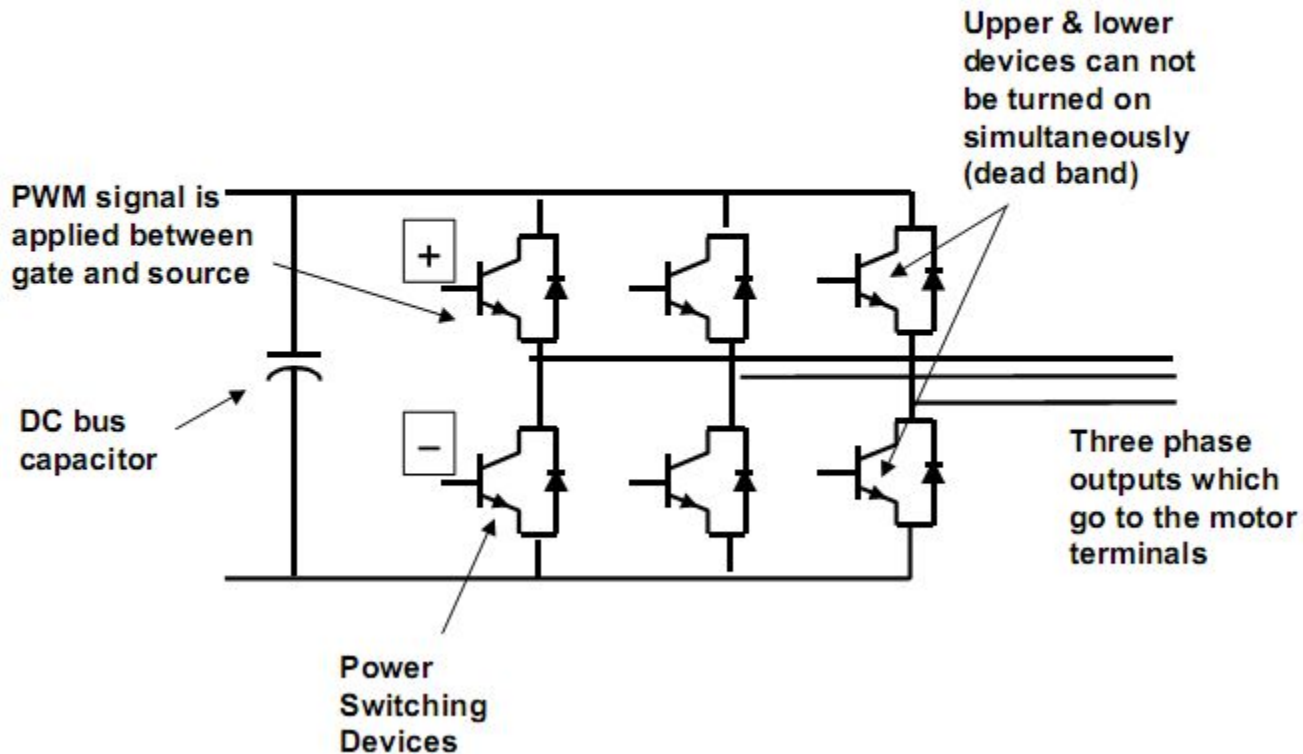 Upper & lower
devices can not
be turned on
simultaneously
(dead band)
PWM signal is
applied between
gate and source
+
DC bus
capacitor
−
Three phase
outputs which
go to the motor
terminals
Power
Switching
Devices